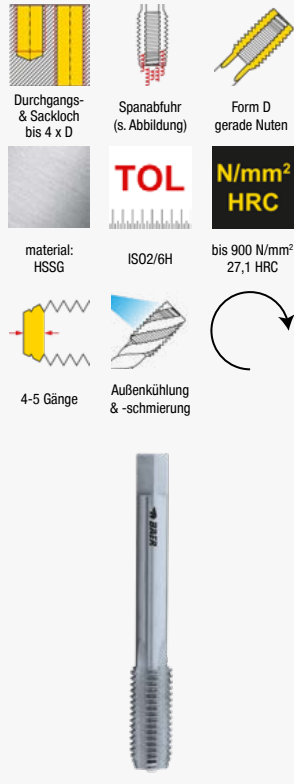 Durchgangs-
& Sackloch
bis 4 x D
Spanabfuhr
(s. Abbildung)
Form D
gerade Nuten
TOL
N/mm²
HRC
material:
HSSG
ISO2/6H
bis 900 N/mm²
27,1 HRC
4-5 Gänge
Außenkühlung
& -schmierung
BAER